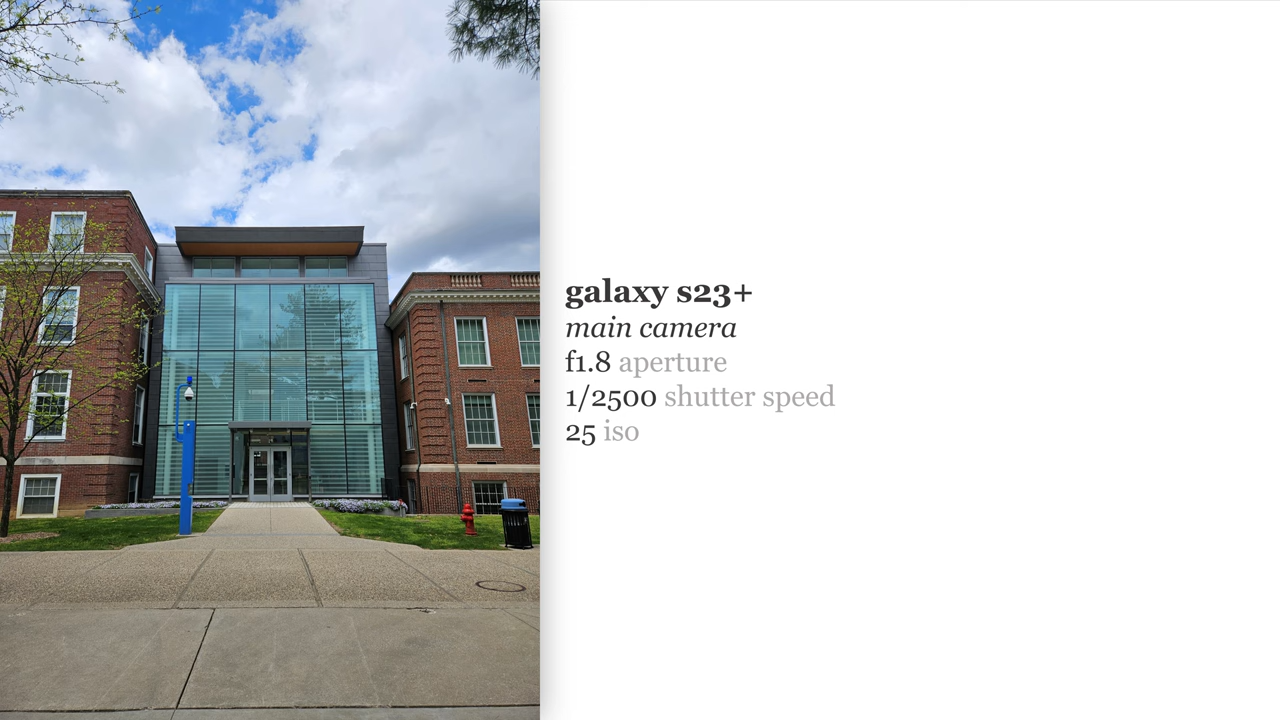 galaxy s23+
main camera
f1.8 aperture
1/2500 shutter speed
25 iso